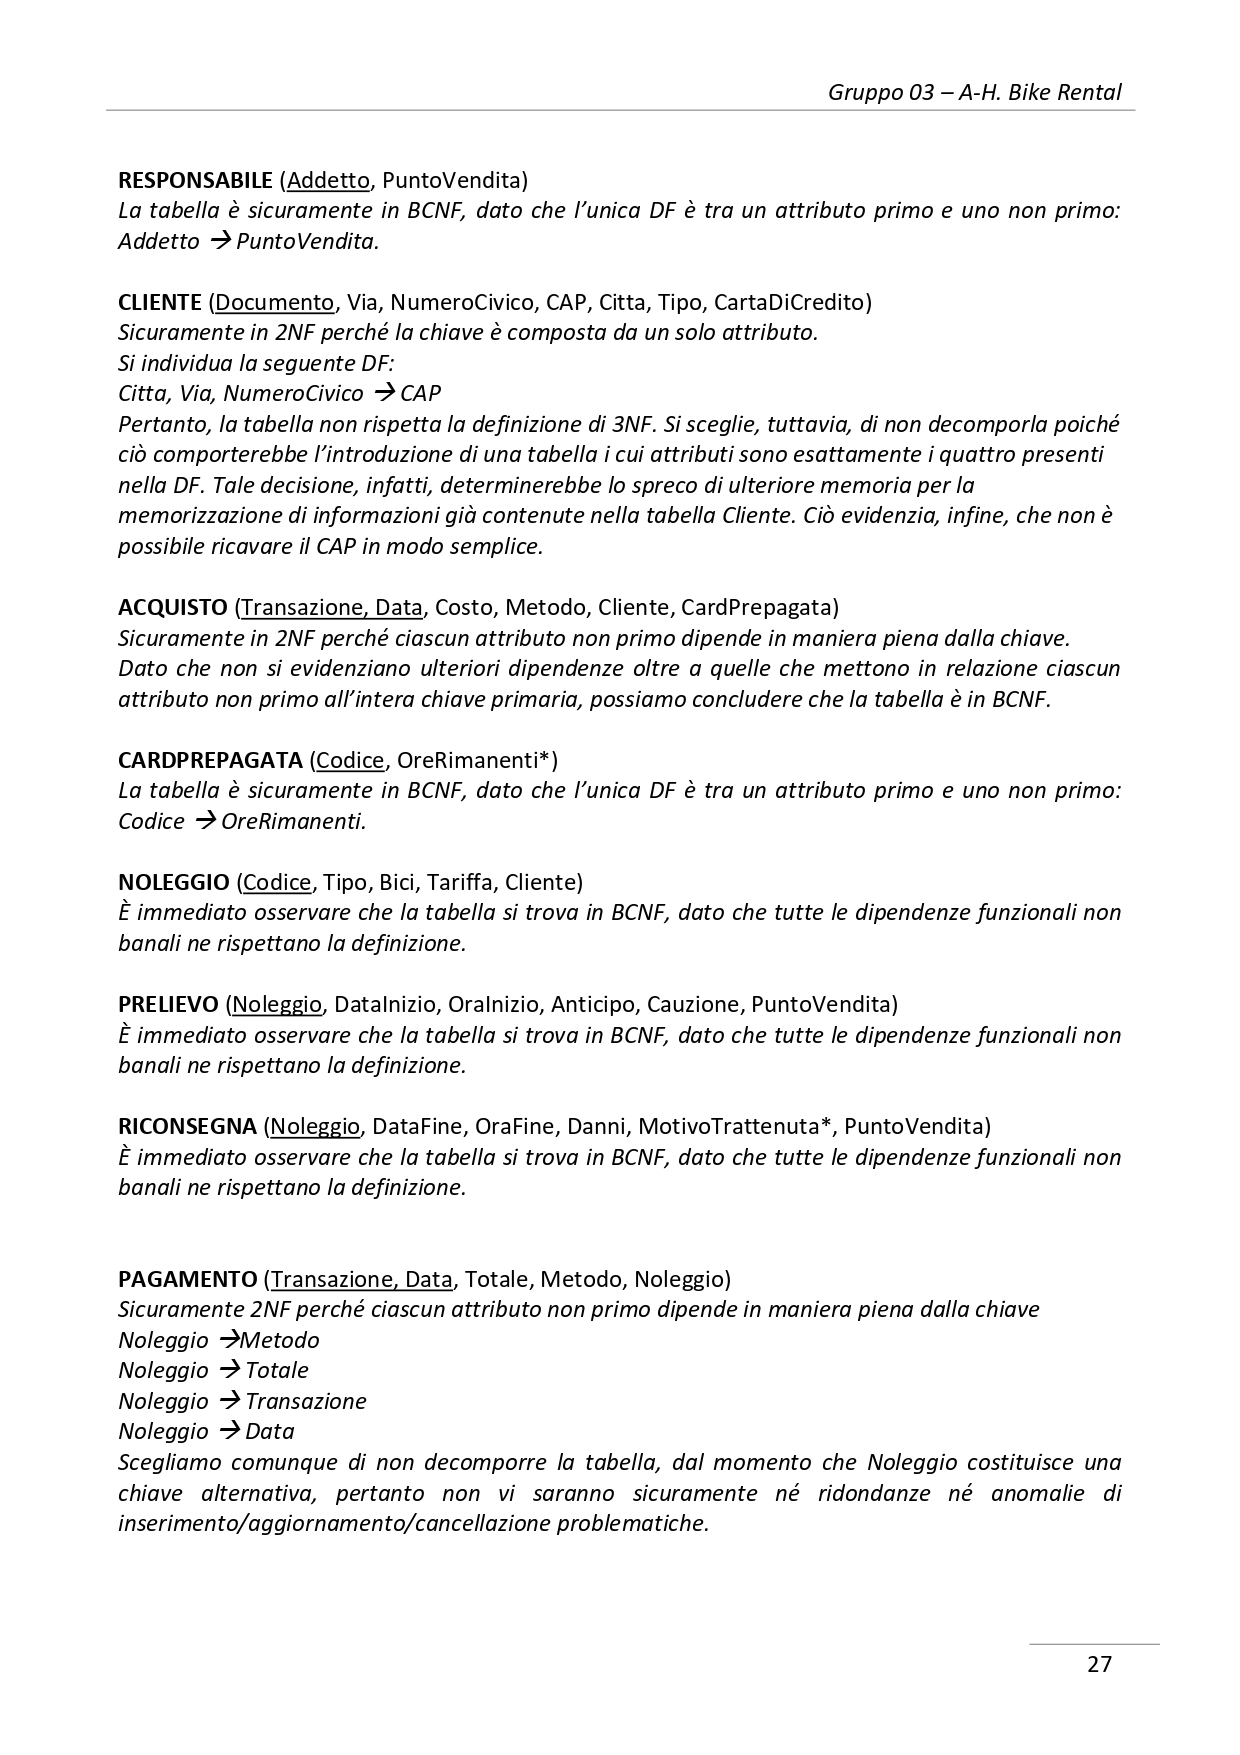 Gruppo 03 – A-H. Bike Rental
RESPONSABILE (Addetto, PuntoVendita)
La tabella è sicuramente in BCNF, dato che l’unica DF è tra un attributo primo e uno non primo:
Addetto → PuntoVendita.
CLIENTE (Documento, Via, NumeroCivico, CAP, Citta, Tipo, CartaDiCredito)
Sicuramente in 2NF perché la chiave è composta da un solo attributo.
Si individua la seguente DF:
Citta, Via, NumeroCivico → CAP
Pertanto, la tabella non rispetta la definizione di 3NF. Si sceglie, tuttavia, di non decomporla poiché
ciò comporterebbe l’introduzione di una tabella i cui attributi sono esattamente i quattro presenti
nella DF. Tale decisione, infatti, determinerebbe lo spreco di ulteriore memoria per la
memorizzazione di informazioni già contenute nella tabella Cliente. Ciò evidenzia, infine, che non è
possibile ricavare il CAP in modo semplice.
ACQUISTO (Transazione, Data, Costo, Metodo, Cliente, CardPrepagata)
Sicuramente in 2NF perché ciascun attributo non primo dipende in maniera piena dalla chiave.
Dato che non si evidenziano ulteriori dipendenze oltre a quelle che mettono in relazione ciascun
attributo non primo all’intera chiave primaria, possiamo concludere che la tabella è in BCNF.
CARDPREPAGATA (Codice, OreRimanenti*)
La tabella è sicuramente in BCNF, dato che l’unica DF è tra un attributo primo e uno non primo:
Codice → OreRimanenti.
NOLEGGIO (Codice, Tipo, Bici, Tariffa, Cliente)
È immediato osservare che la tabella si trova in BCNF, dato che tutte le dipendenze funzionali non
banali ne rispettano la definizione.
PRELIEVO (Noleggio, DataInizio, OraInizio, Anticipo, Cauzione, PuntoVendita)
È immediato osservare che la tabella si trova in BCNF, dato che tutte le dipendenze funzionali non
banali ne rispettano la definizione.
RICONSEGNA (Noleggio, DataFine, OraFine, Danni, MotivoTrattenuta*, PuntoVendita)
È immediato osservare che la tabella si trova in BCNF, dato che tutte le dipendenze funzionali non
banali ne rispettano la definizione.
PAGAMENTO (Transazione, Data, Totale, Metodo, Noleggio)
Sicuramente 2NF perché ciascun attributo non primo dipende in maniera piena dalla chiave
Noleggio →Metodo
Noleggio → Totale
Noleggio → Transazione
Noleggio → Data
Scegliamo comunque di non decomporre la tabella, dal momento che Noleggio costituisce una
chiave alternativa, pertanto non vi saranno sicuramente né ridondanze né anomalie di
inserimento/aggiornamento/cancellazione problematiche.
27